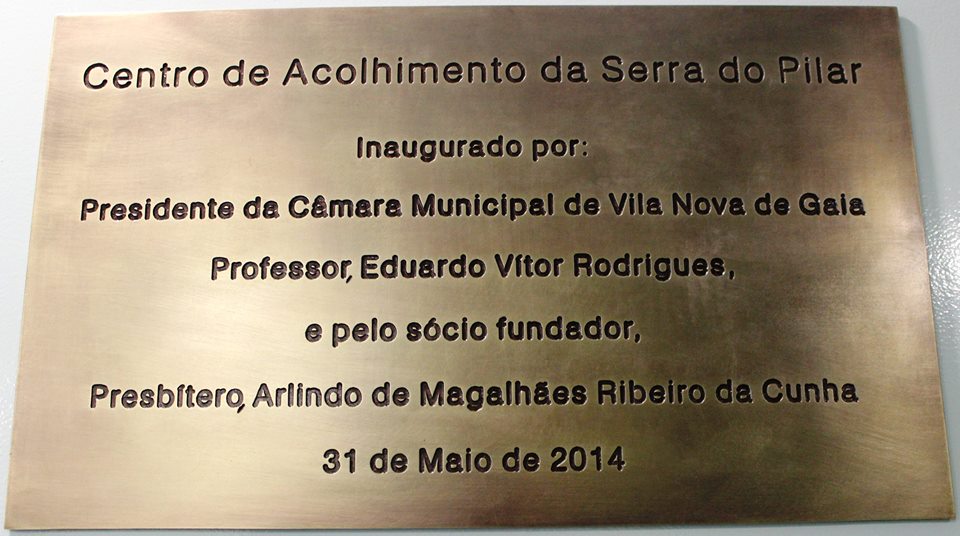 Centro de Acolhimento da Serra do Pilar
Inaugurado por:
Presidente da Câmara Municipal de Vila Nova de Gaia
Professor, Eduardo Vítor Rodrigues,
e pelo sócio fundador,
Presbítero, Arlindo de Magalhães Ribeiro da Cunha
31 de Maio de 2014